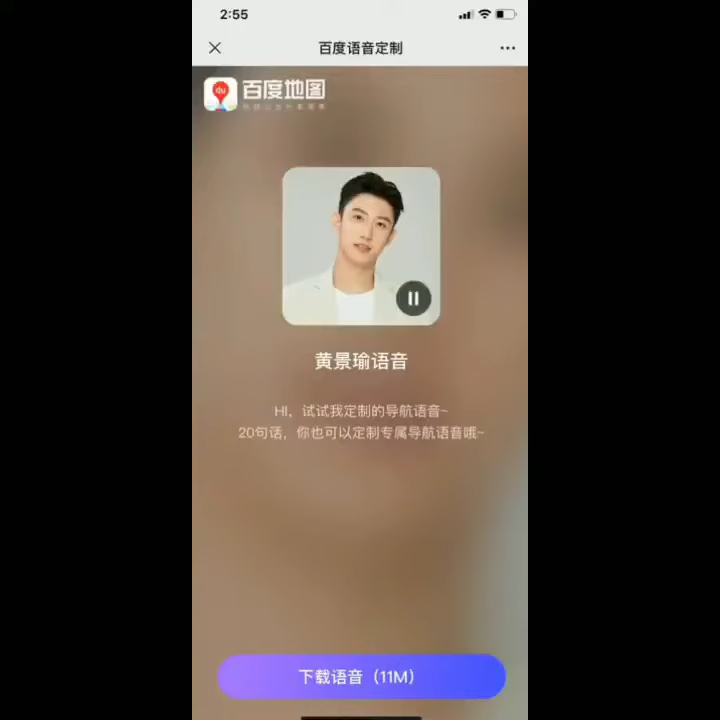 2:55
百度语音定制
百度地图
黄景瑜语音
HI，试试我定制的导航语音~
20句话，你也可以定制专属导航语音哦~
下载语音（11M）